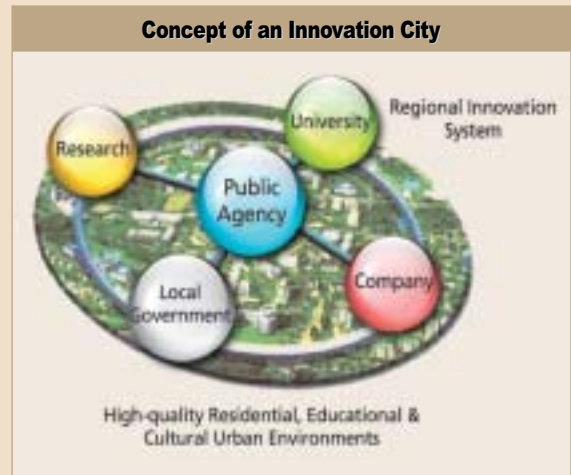 Concept of an Innovation City
University
Regional Innovation
System
Research
Public
Agency
Company
Local
Government
High-quality Residential, Educational &
Cultural Urban Environments